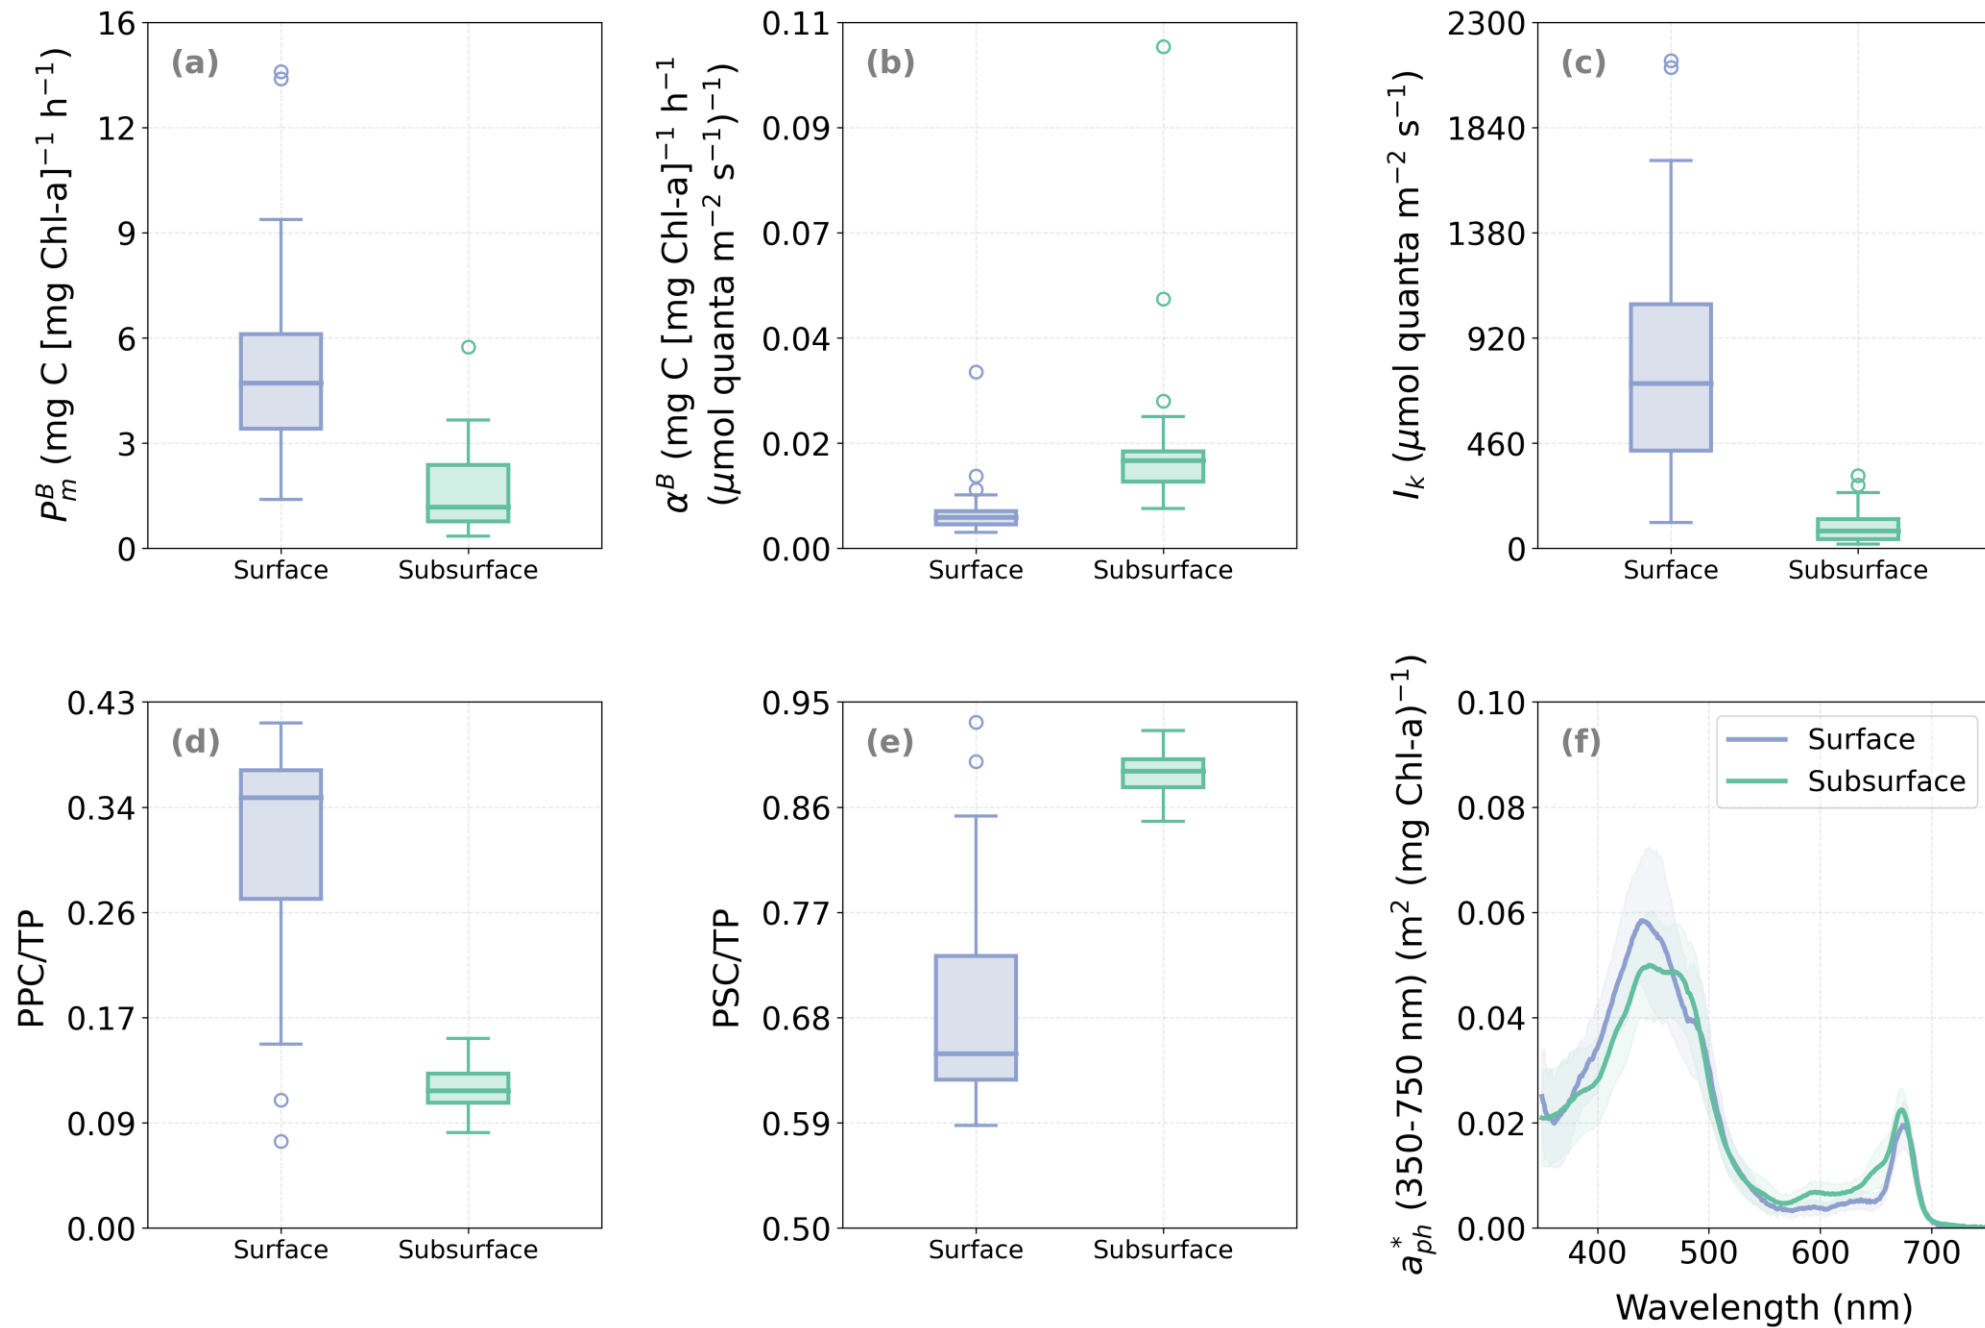 (a)
P_m^B (mg C [mg Chl-a]⁻¹ h⁻¹)
16
12
9
6
3
0
Surface Subsurface
(b)
α^B (mg C [mg Chl-a]⁻¹ h⁻¹
(μmol quanta m⁻² s⁻¹)⁻¹)
0.11
0.09
0.07
0.04
0.02
0.00
Surface Subsurface
(c)
I_k (μmol quanta m⁻² s⁻¹)
2300
1840
1380
920
460
0
Surface Subsurface
(d)
PPC/TP
0.43
0.34
0.26
0.17
0.09
0.00
Surface Subsurface
(e)
PSC/TP
0.95
0.86
0.77
0.68
0.59
0.50
Surface Subsurface
(f)
a*_ph (350-750 nm) (m² (mg Chl-a)⁻¹)
0.10
0.08
0.06
0.04
0.02
0.00
Surface
Subsurface
400 500 600 700
Wavelength (nm)